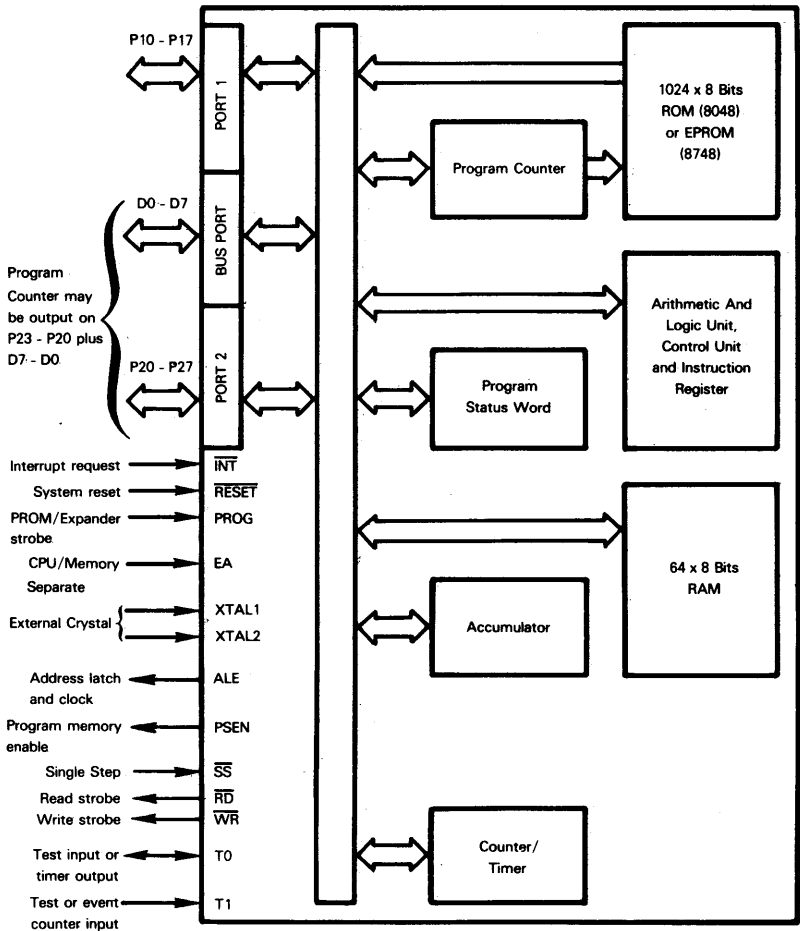 P10 - P17
PORT 1
1024 x 8 Bits
ROM (8048)
or EPROM
(8748)
Program Counter
D0 - D7
BUS PORT
Program
Counter may
be output on
P23 - P20 plus
D7 - D0
Arithmetic And
Logic Unit,
Control Unit
and Instruction
Register
P20 - P27
PORT 2
Program
Status Word
Interrupt request
INT
System reset
RESET
PROM/Expander
strobe
PROG
CPU/Memory
Separate
EA
64 x 8 Bits
RAM
External Crystal
XTAL1
XTAL2
Accumulator
Address latch
and clock
ALE
Program memory
enable
PSEN
Single Step
SS
Read strobe
RD
Write strobe
WR
Test input or
timer output
T0
Counter/
Timer
Test or event
counter input
T1